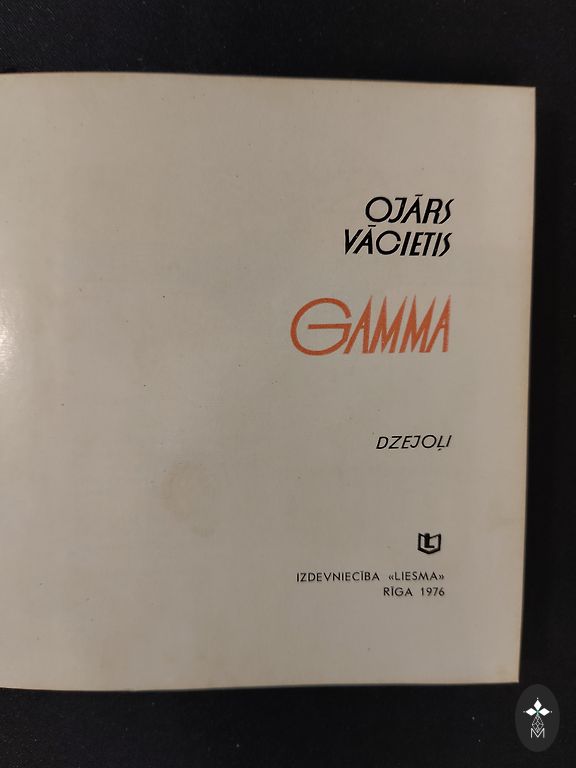 OJĀRS
VĀCIETIS
GAMMA
DZEJOĻI
L
IZDEVNIECĪBA «LIESMA»
RĪGA 1976
M